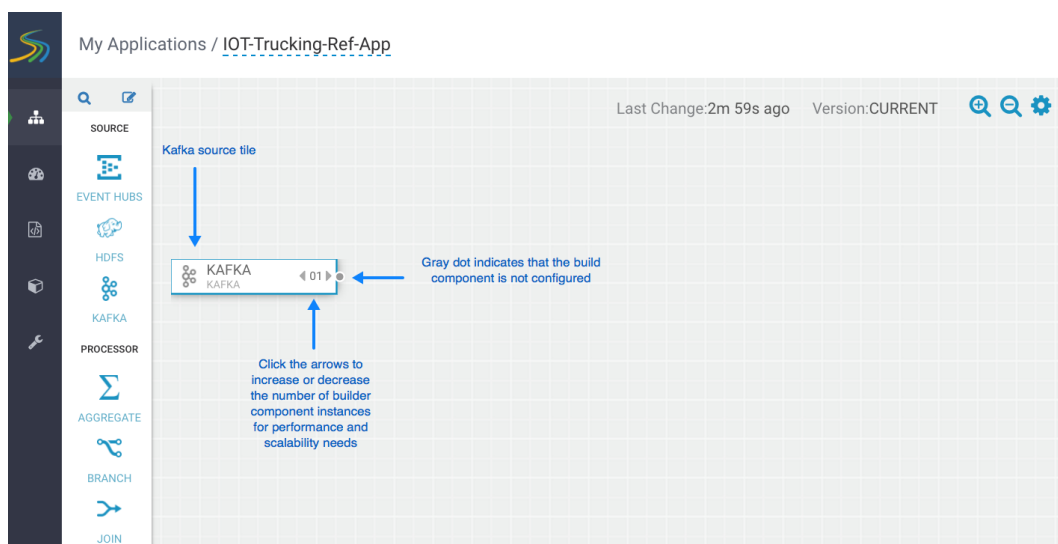 My Applications / IOT-Trucking-Ref-App
Last Change:2m 59s ago Version:CURRENT
SOURCE
EVENT HUBS
HDFS
KAFKA
PROCESSOR
AGGREGATE
BRANCH
JOIN
Kafka source tile
KAFKA
KAFKA
01
Gray dot indicates that the build
component is not configured
Click the arrows to
increase or decrease
the number of builder
component instances
for performance and
scalability needs